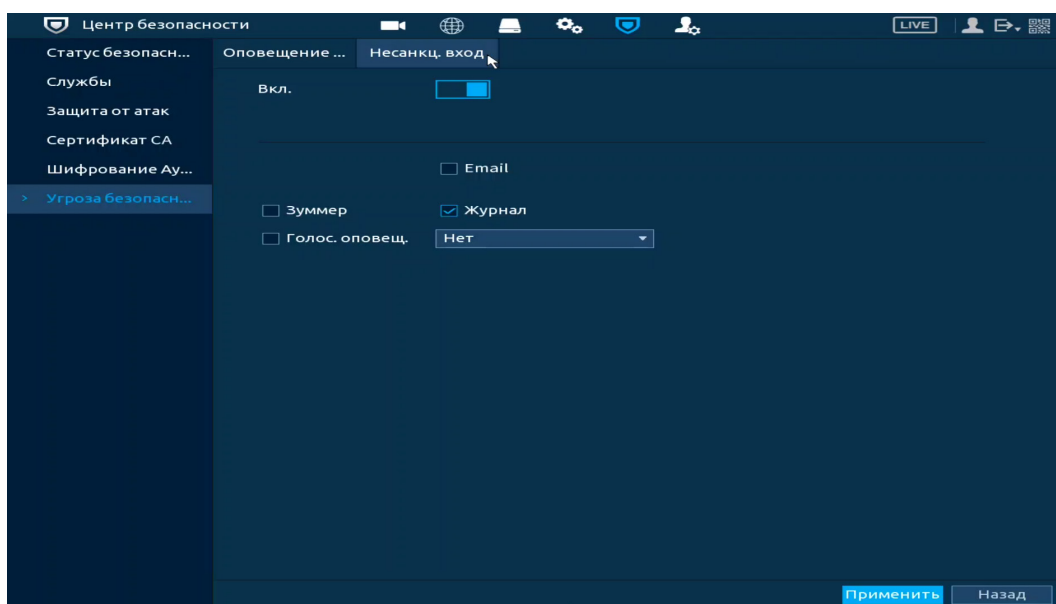 Центр безопасности
LIVE
Статус безопасн...
Оповещение ...
Несанкц. вход
Службы
Вкл.
Защита от атак
Сертификат CA
Шифрование Ау...
Email
Угроза безопасн...
Зуммер
Журнал
Голос. оповещ.
Нет
Применить
Назад